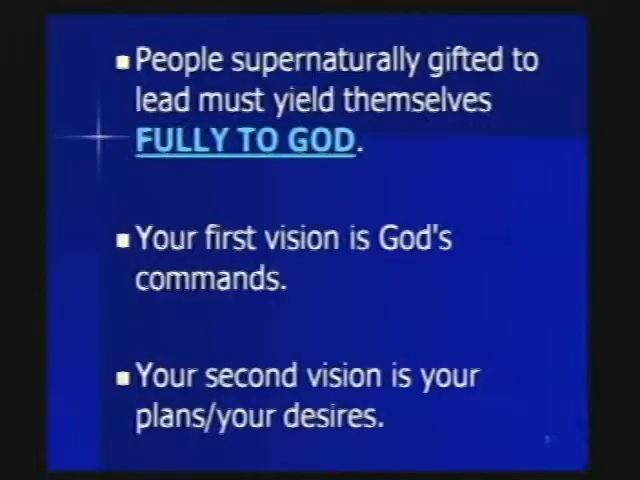 People supernaturally gifted to
lead must yield themselves
FULLY TO GOD.
Your first vision is God's
commands.
Your second vision is your
plans/your desires.